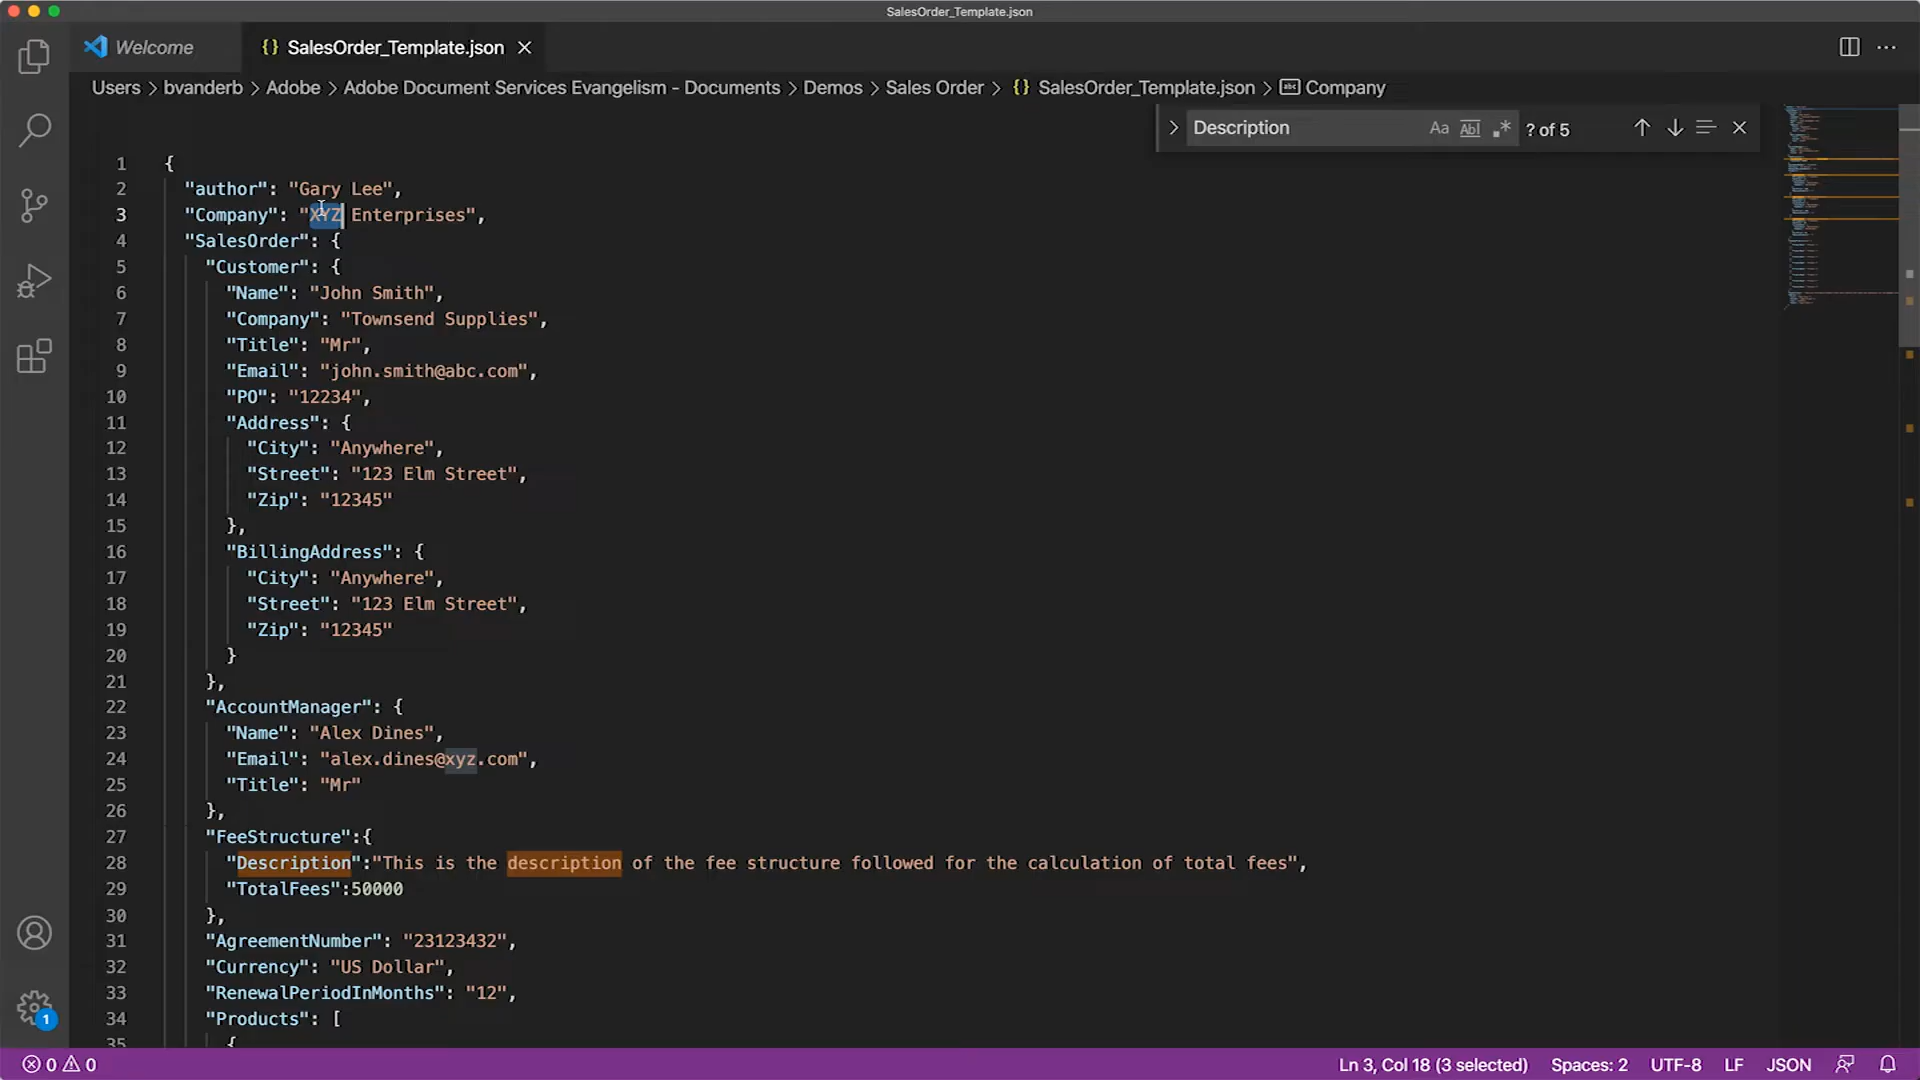 SalesOrder_Template.json
Welcome
{} SalesOrder_Template.json
Users > bvanderb > Adobe > Adobe Document Services Evangelism - Documents > Demos > Sales Order > {} SalesOrder_Template.json > Company
Description Aa Abl .* ? of 5
1 {
2 "author": "Gary Lee",
3 "Company": "XYZ Enterprises",
4 "SalesOrder": {
5 "Customer": {
6 "Name": "John Smith",
7 "Company": "Townsend Supplies",
8 "Title": "Mr",
9 "Email": "john.smith@abc.com",
10 "PO": "12234",
11 "Address": {
12 "City": "Anywhere",
13 "Street": "123 Elm Street",
14 "Zip": "12345"
15 },
16 "BillingAddress": {
17 "City": "Anywhere",
18 "Street": "123 Elm Street",
19 "Zip": "12345"
20 }
21 },
22 "AccountManager": {
23 "Name": "Alex Dines",
24 "Email": "alex.dines@xyz.com",
25 "Title": "Mr"
26 },
27 "FeeStructure":{
28 "Description":"This is the description of the fee structure followed for the calculation of total fees",
29 "TotalFees":50000
30 },
31 "AgreementNumber": "23123432",
32 "Currency": "US Dollar",
33 "RenewalPeriodInMonths": "12",
34 "Products": [
35 {
1
0 0 Ln 3, Col 18 (3 selected) Spaces: 2 UTF-8 LF JSON